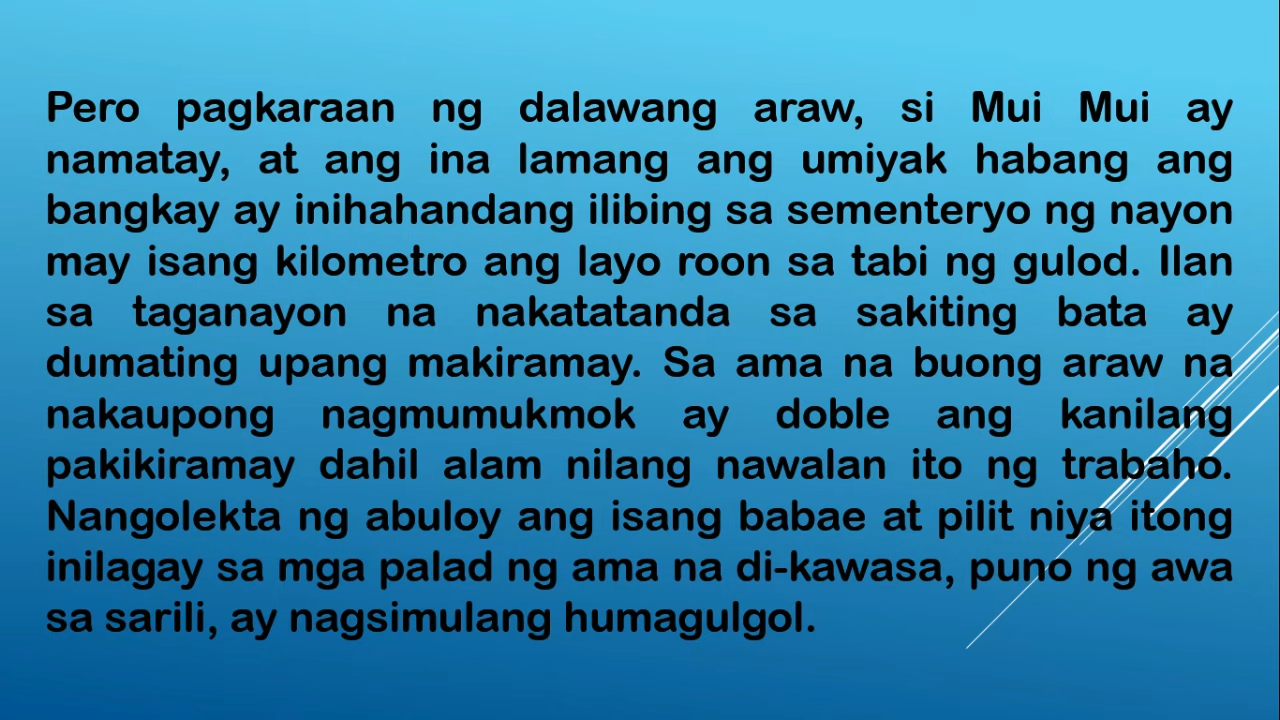 Pero pagkaraan ng dalawang araw, si Mui Mui ay
namatay, at ang ina lamang ang umiyak habang ang
bangkay ay inihahandang ilibing sa sementeryo ng nayon
may isang kilometro ang layo roon sa tabi ng gulod. Ilan
sa taganayon na nakatatanda sa sakiting bata ay
dumating upang makiramay. Sa ama na buong araw na
nakaupong nagmumukmok ay doble ang kanilang
pakikiramay dahil alam nilang nawalan ito ng trabaho.
Nangolekta ng abuloy ang isang babae at pilit niya itong
inilagay sa mga palad ng ama na di-kawasa, puno ng awa
sa sarili, ay nagsimulang humagulgol.